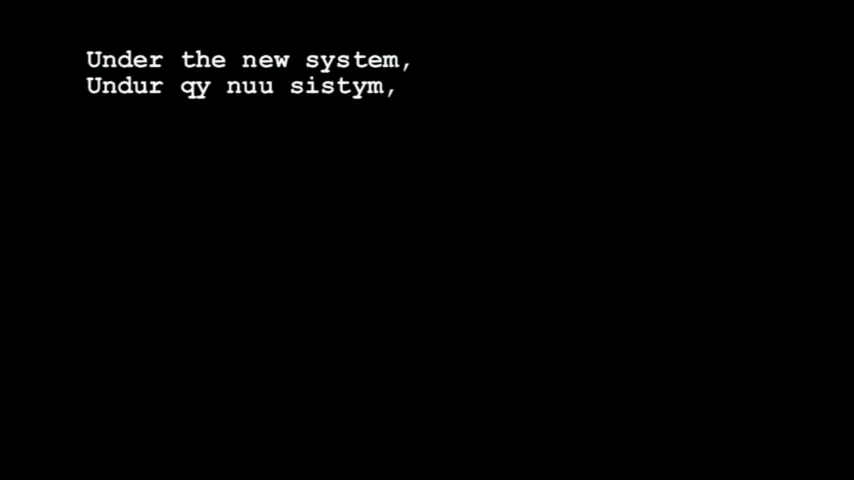 Under the new system,
Undur qy nuu sistym,